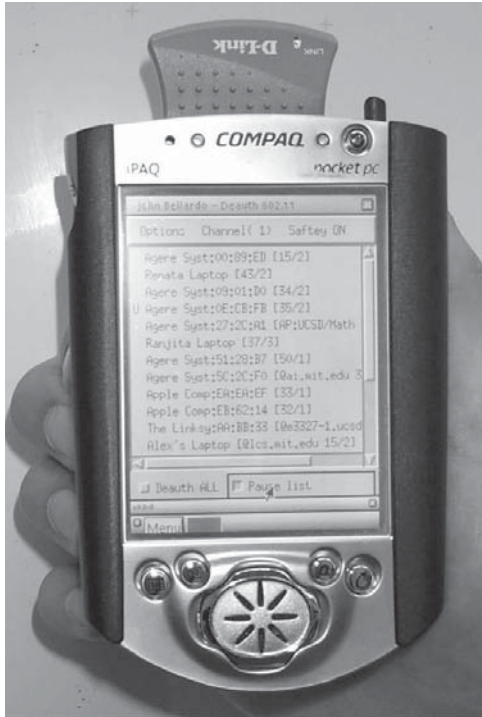 LINK
D-Link
COMPAQ
iPAQ
pocket pc
John Bellardo - Deauth 802.11
Options Channel( 1) Saftey ON
Agere Syst:00:89:ED [15/2]
Renata Laptop [43/2]
Agere Syst:09:01:D0 [34/2]
U Agere Syst:0E:CB:FB [35/2]
Agere Syst:27:2C:A1 [AP:UCSD/Math
Ranjita Laptop [37/3]
Agere Syst:51:28:B7 [50/1]
Agere Syst:5C:2C:F0 [@ai.mit.edu 3
Apple Comp:EA:EA:EF [33/1]
Apple Comp:EB:62:14 [32/1]
The Linksy:AA:BB:33 [@m3327-1.ucsd
Alex's Laptop [@lcs.mit.edu 15/2]
Deauth ALL Pause list
Menu